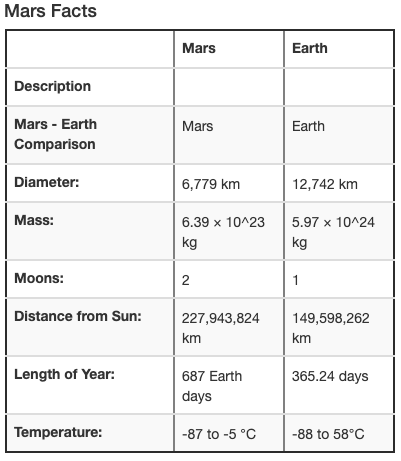 Mars Facts
Mars Earth
Description
Mars - Earth Mars Earth
Comparison
Diameter: 6,779 km 12,742 km
Mass: 6.39 × 10^23 5.97 × 10^24
kg kg
Moons: 2 1
Distance from Sun: 227,943,824 149,598,262
km km
Length of Year: 687 Earth 365.24 days
days
Temperature: -87 to -5 °C -88 to 58°C